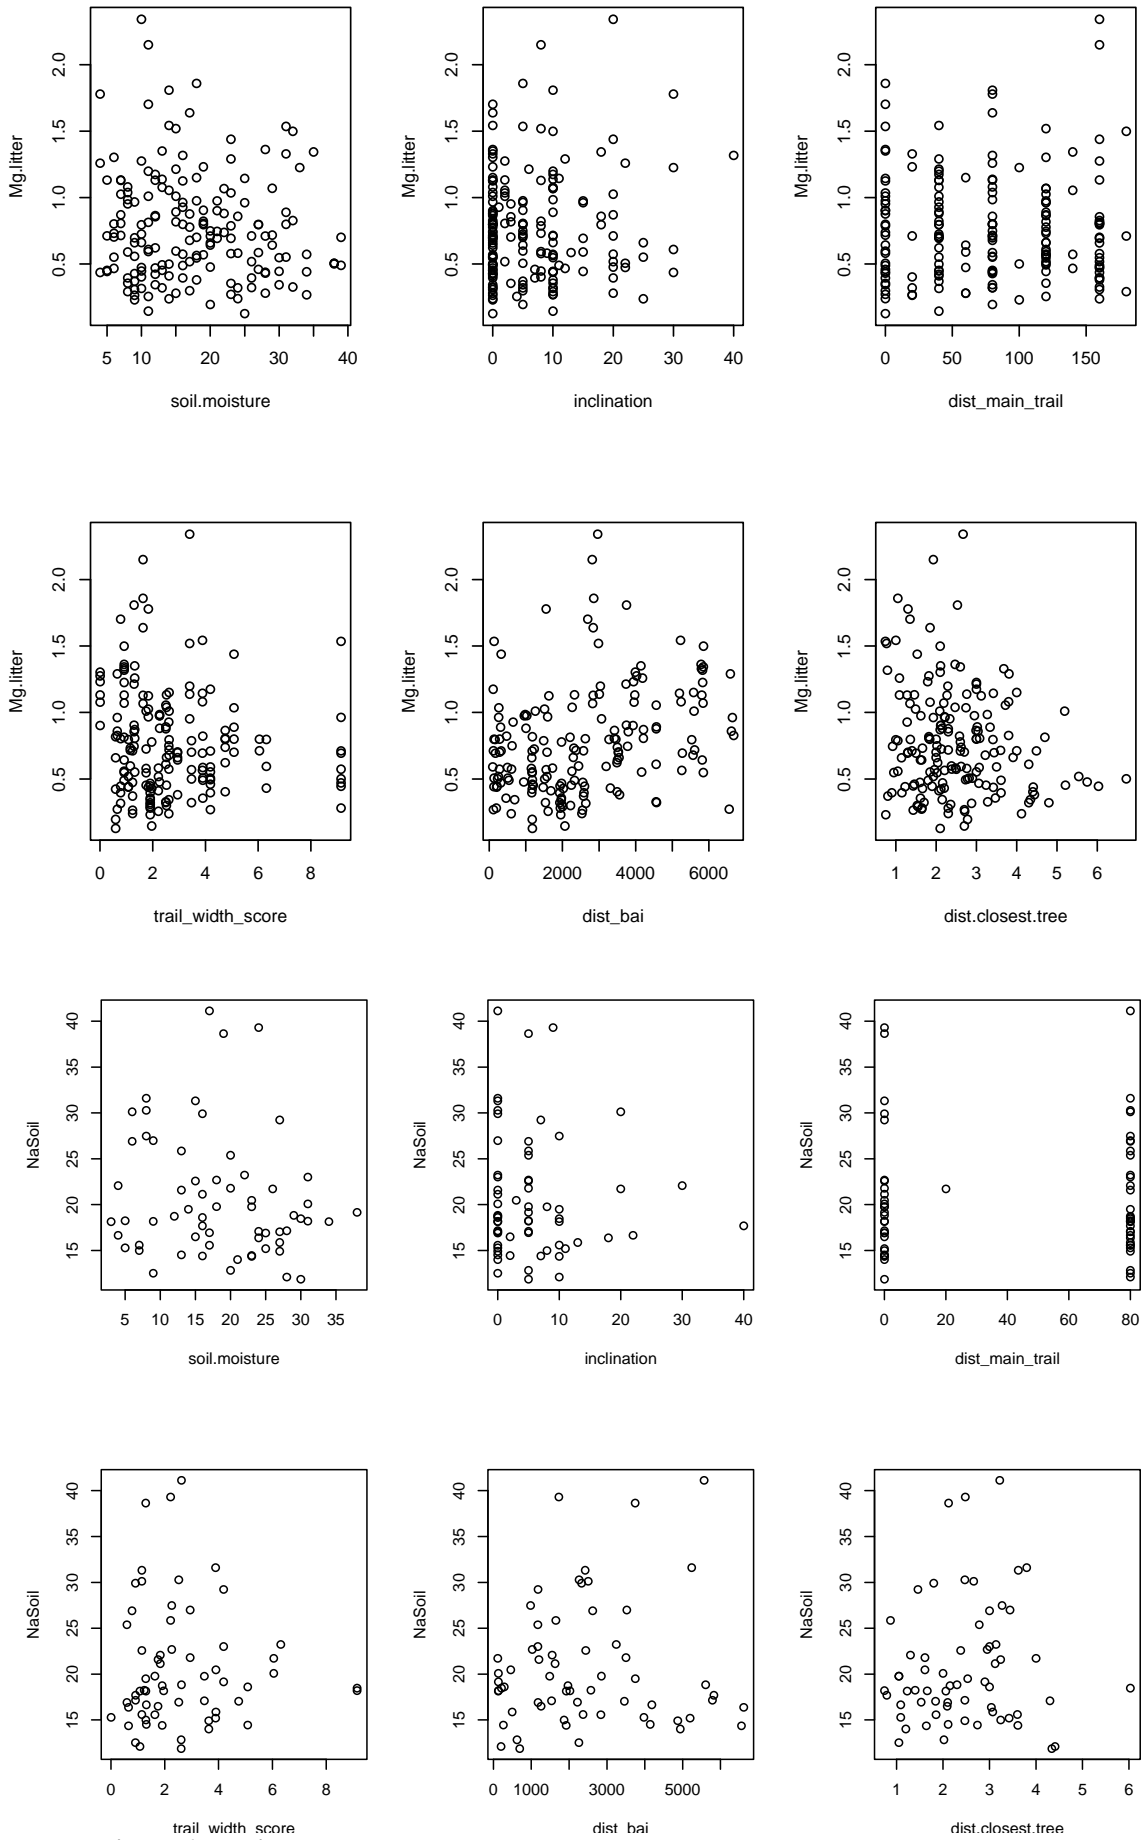 Mg.litter 0.5 1.0 1.5 2.0
5 10 20 30 40
soil.moisture
Mg.litter 0.5 1.0 1.5 2.0
0 10 20 30 40
inclination
Mg.litter 0.5 1.0 1.5 2.0
0 50 100 150
dist_main_trail
Mg.litter 0.5 1.0 1.5 2.0
0 2 4 6 8
trail_width_score
Mg.litter 0.5 1.0 1.5 2.0
0 2000 4000 6000
dist_bai
Mg.litter 0.5 1.0 1.5 2.0
1 2 3 4 5 6
dist.closest.tree
NaSoil 15 20 25 30 35 40
5 10 15 20 25 30 35
soil.moisture
NaSoil 15 20 25 30 35 40
0 10 20 30 40
inclination
NaSoil 15 20 25 30 35 40
0 20 40 60 80
dist_main_trail
NaSoil 15 20 25 30 35 40
0 2 4 6 8
trail_width_score
NaSoil 15 20 25 30 35 40
0 1000 3000 5000
dist_bai
NaSoil 15 20 25 30 35 40
1 2 3 4 5 6
dist.closest.tree